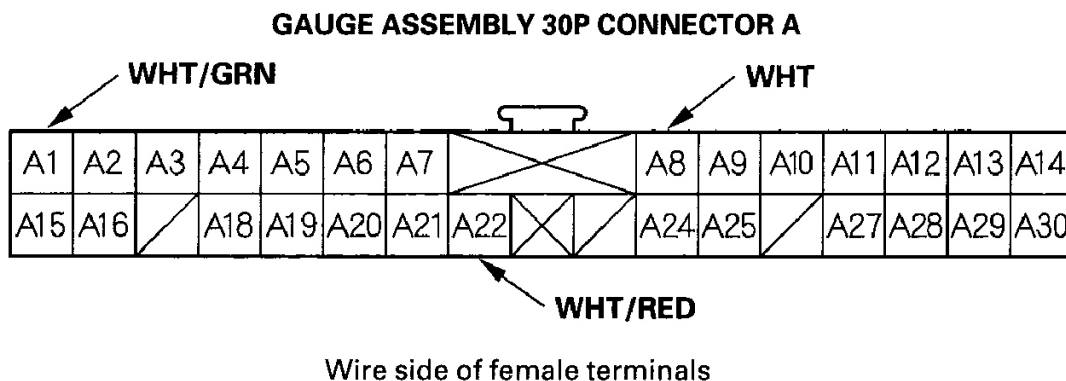 GAUGE ASSEMBLY 30P CONNECTOR A
WHT/GRN
WHT
A1 A2 A3 A4 A5 A6 A7 A8 A9 A10 A11 A12 A13 A14
A15 A16 A18 A19 A20 A21 A22 A24 A25 A27 A28 A29 A30
WHT/RED
Wire side of female terminals